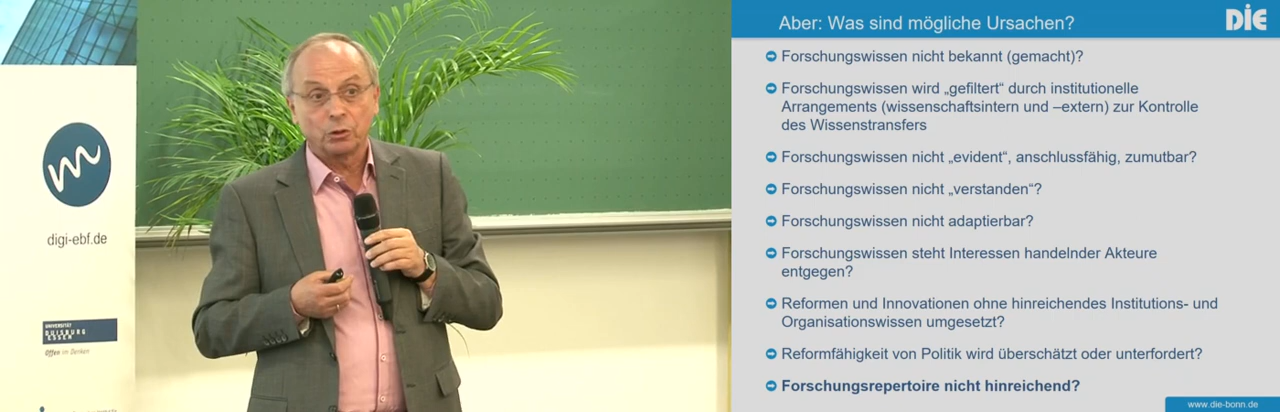 digi-ebf.de
UNIVERSITÄT
DUISBURG
ESSEN
Offen im Denken
Aber: Was sind mögliche Ursachen?
DIE
Forschungswissen nicht bekannt (gemacht)?
Forschungswissen wird „gefiltert“ durch institutionelle
Arrangements (wissenschaftsintern und –extern) zur Kontrolle
des Wissenstransfers
Forschungswissen nicht „evident“, anschlussfähig, zumutbar?
Forschungswissen nicht „verstanden“?
Forschungswissen nicht adaptierbar?
Forschungswissen steht Interessen handelnder Akteure
entgegen?
Reformen und Innovationen ohne hinreichendes Institutions- und
Organisationswissen umgesetzt?
Reformfähigkeit von Politik wird überschätzt oder unterfordert?
Forschungsrepertoire nicht hinreichend?
www.die-bonn.de